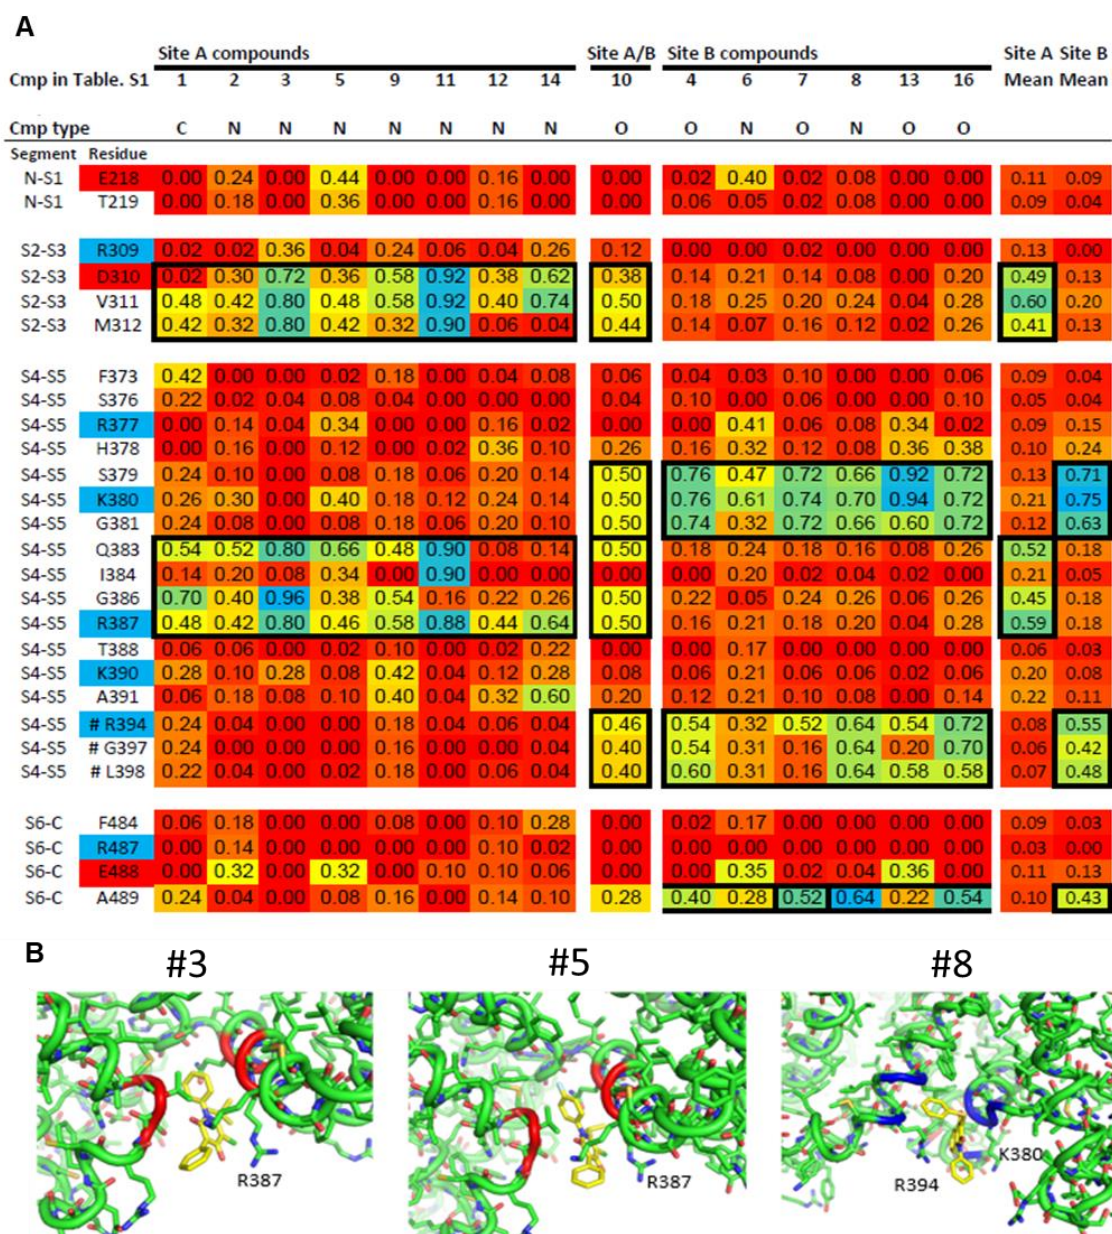 A
Site A compounds Site A/B Site B compounds Site A Site B
Cmp in Table. S1 1 2 3 5 9 11 12 14 10 4 6 7 8 13 16 Mean Mean
Cmp type C N N N N N N N O O N O N O O
Segment Residue
N-S1 E218 0.00 0.24 0.00 0.44 0.00 0.00 0.16 0.00 0.00 0.02 0.40 0.02 0.08 0.00 0.00 0.11 0.09
N-S1 T219 0.00 0.18 0.00 0.36 0.00 0.00 0.16 0.00 0.00 0.06 0.05 0.02 0.08 0.00 0.00 0.09 0.04
S2-S3 R309 0.02 0.02 0.36 0.04 0.24 0.06 0.04 0.26 0.12 0.00 0.00 0.02 0.00 0.00 0.00 0.13 0.00
S2-S3 D310 0.02 0.30 0.72 0.36 0.58 0.92 0.38 0.62 0.38 0.14 0.21 0.14 0.08 0.00 0.20 0.49 0.13
S2-S3 V311 0.48 0.42 0.80 0.48 0.58 0.92 0.40 0.74 0.50 0.18 0.25 0.20 0.24 0.04 0.28 0.60 0.20
S2-S3 M312 0.42 0.32 0.80 0.42 0.32 0.90 0.06 0.04 0.44 0.14 0.07 0.16 0.12 0.02 0.26 0.41 0.13
S4-S5 F373 0.42 0.00 0.00 0.02 0.18 0.00 0.04 0.08 0.06 0.04 0.03 0.10 0.00 0.00 0.06 0.09 0.04
S4-S5 S376 0.22 0.02 0.04 0.08 0.04 0.00 0.00 0.00 0.04 0.10 0.00 0.06 0.00 0.00 0.10 0.05 0.04
S4-S5 R377 0.00 0.14 0.04 0.34 0.00 0.00 0.16 0.02 0.00 0.00 0.41 0.06 0.08 0.34 0.02 0.09 0.15
S4-S5 H378 0.00 0.16 0.00 0.12 0.00 0.02 0.36 0.10 0.26 0.16 0.32 0.12 0.08 0.36 0.38 0.10 0.24
S4-S5 S379 0.24 0.10 0.00 0.08 0.18 0.06 0.20 0.14 0.50 0.76 0.47 0.72 0.66 0.92 0.72 0.13 0.71
S4-S5 K380 0.26 0.30 0.00 0.40 0.18 0.12 0.24 0.14 0.50 0.76 0.61 0.74 0.70 0.94 0.72 0.21 0.75
S4-S5 G381 0.24 0.08 0.00 0.08 0.18 0.06 0.20 0.10 0.50 0.74 0.32 0.72 0.66 0.60 0.72 0.12 0.63
S4-S5 Q383 0.54 0.52 0.80 0.66 0.48 0.90 0.08 0.14 0.50 0.18 0.24 0.18 0.16 0.08 0.26 0.52 0.18
S4-S5 I384 0.14 0.20 0.08 0.34 0.00 0.90 0.00 0.00 0.00 0.00 0.20 0.02 0.04 0.02 0.00 0.21 0.05
S4-S5 G386 0.70 0.40 0.96 0.38 0.54 0.16 0.22 0.26 0.50 0.22 0.05 0.24 0.26 0.06 0.26 0.45 0.18
S4-S5 R387 0.48 0.42 0.80 0.46 0.58 0.88 0.44 0.64 0.50 0.16 0.21 0.18 0.20 0.04 0.28 0.59 0.18
S4-S5 T388 0.06 0.06 0.00 0.02 0.10 0.00 0.02 0.22 0.00 0.00 0.17 0.00 0.00 0.00 0.00 0.06 0.03
S4-S5 K390 0.28 0.10 0.28 0.08 0.42 0.04 0.12 0.28 0.08 0.06 0.21 0.06 0.06 0.02 0.06 0.20 0.08
S4-S5 A391 0.06 0.18 0.08 0.10 0.40 0.04 0.32 0.60 0.20 0.12 0.21 0.10 0.08 0.00 0.14 0.22 0.11
S4-S5 # R394 0.24 0.04 0.00 0.00 0.18 0.04 0.06 0.04 0.46 0.54 0.32 0.52 0.64 0.54 0.72 0.08 0.55
S4-S5 # G397 0.24 0.00 0.00 0.00 0.16 0.00 0.00 0.04 0.40 0.54 0.31 0.16 0.64 0.20 0.70 0.06 0.42
S4-S5 # L398 0.22 0.04 0.00 0.02 0.18 0.00 0.06 0.04 0.40 0.60 0.31 0.16 0.64 0.58 0.58 0.07 0.48
S6-C F484 0.06 0.18 0.00 0.00 0.08 0.00 0.10 0.28 0.00 0.02 0.17 0.00 0.00 0.00 0.00 0.09 0.03
S6-C R487 0.00 0.14 0.00 0.00 0.00 0.00 0.10 0.02 0.00 0.00 0.00 0.00 0.00 0.00 0.00 0.03 0.00
S6-C E488 0.00 0.32 0.00 0.32 0.00 0.10 0.10 0.06 0.00 0.00 0.35 0.02 0.04 0.36 0.00 0.11 0.13
S6-C A489 0.24 0.04 0.00 0.08 0.16 0.00 0.14 0.10 0.28 0.40 0.28 0.52 0.64 0.22 0.54 0.10 0.43
B
#3 #5 #8
R387
R387
K380
R394